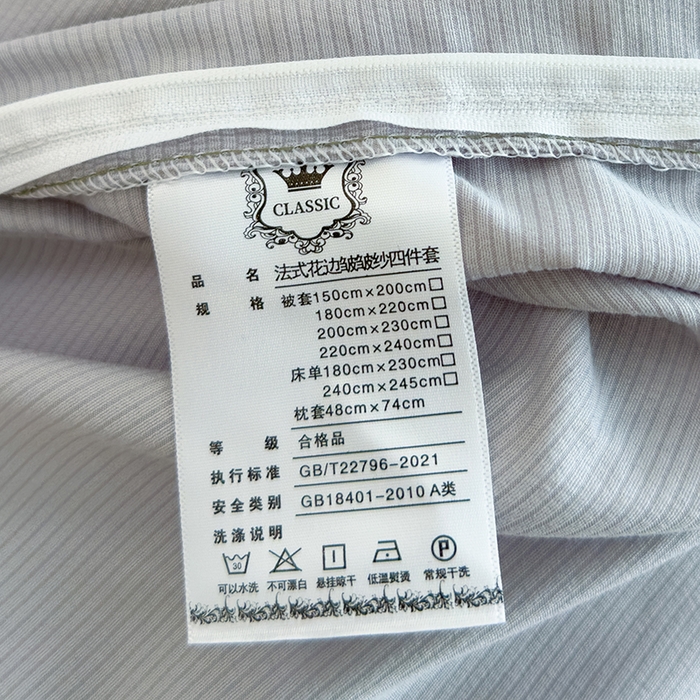 CLASSIC
品 名 法式花边皱皱纱四件套
规 格 被套150cm×200cm□
180cm×220cm□
200cm×230cm□
220cm×240cm□
床单180cm×230cm□
240cm×245cm□
枕套48cm×74cm
等 级 合格品
执行标准 GB/T22796-2021
安全类别 GB18401-2010 A类
洗涤说明
30 P
可以水洗 不可漂白 悬挂晾干 低温熨烫 常规干洗